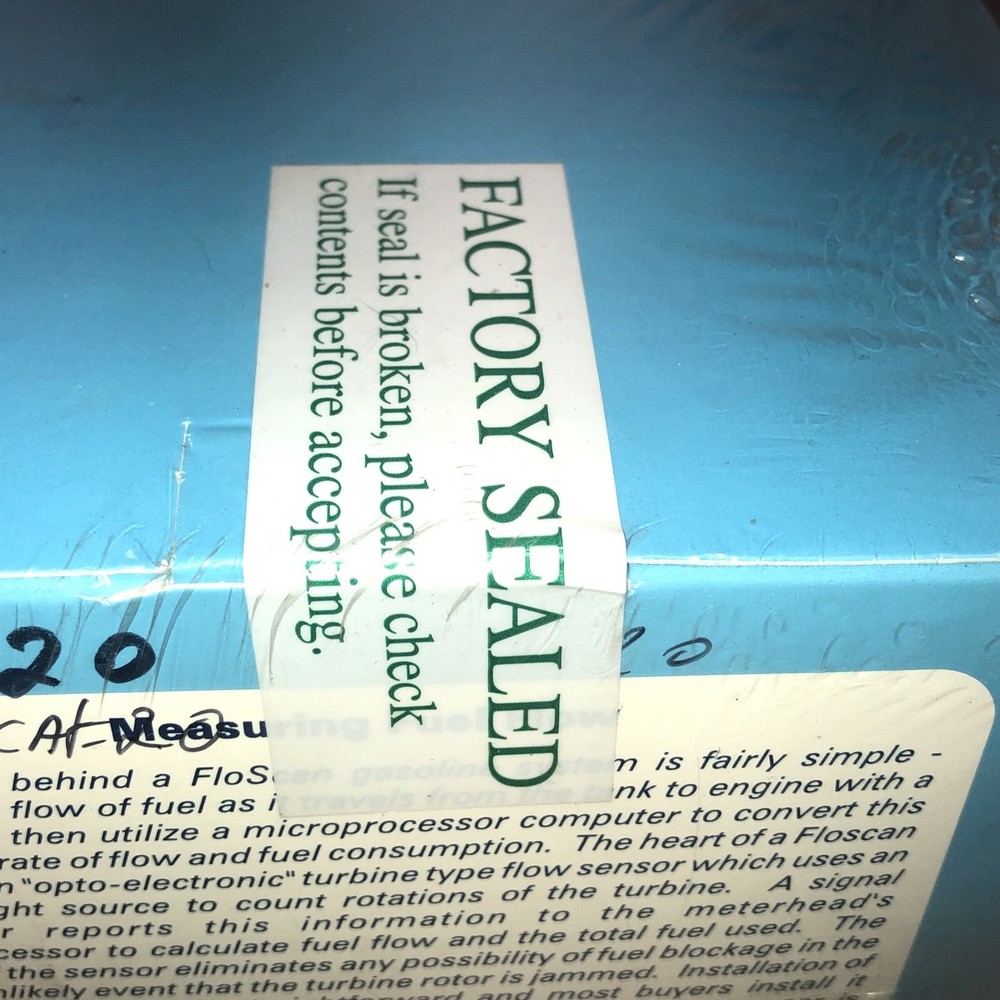 FACTORY SEALED
If seal is broken, please check
contents before accepting.
20
20
CAT-20
Measuring Fuel Flow
behind a FloScan gasoline system is fairly simple -
flow of fuel as it travels from the tank to engine with a
then utilize a microprocessor computer to convert this
rate of flow and fuel consumption. The heart of a Floscan
"opto-electronic" turbine type flow sensor which uses an
source to count rotations of the turbine. A signal
reports this information to the meterhead's
to calculate fuel flow and the total fuel used. The
the sensor eliminates any possibility of fuel blockage in the
event that the turbine rotor is jammed. Installation of
and most buyers install it